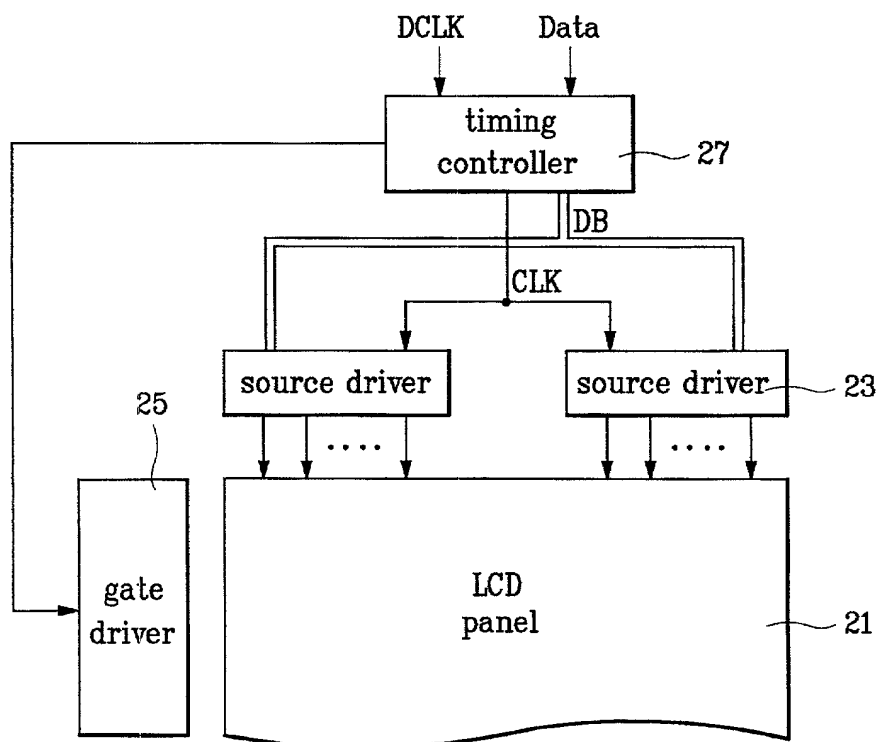 DCLK Data
timing
controller
27
DB
CLK
source driver
source driver
23
25
gate
driver
LCD
panel
21